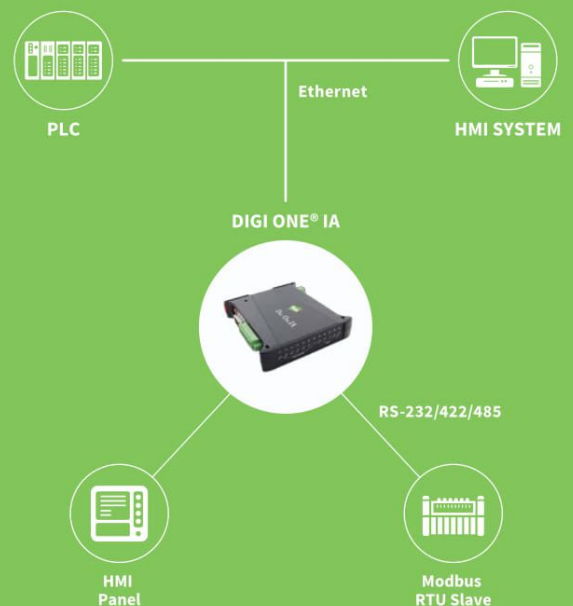 Ethernet
PLC
HMI SYSTEM
DIGI ONE® IA
RS-232/422/485
HMI
Panel
Modbus
RTU Slave